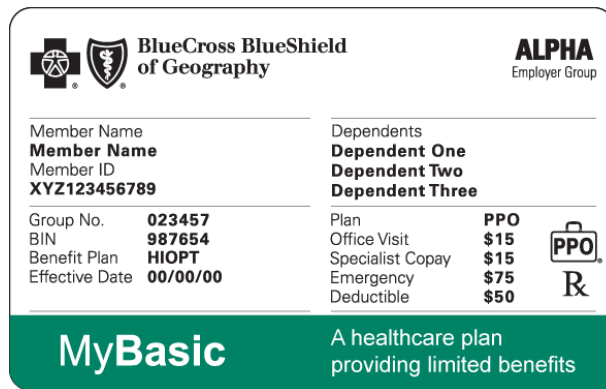 BlueCross BlueShield
of Geography
ALPHA
Employer Group
Member Name
Member Name
Member ID
XYZ123456789
Dependents
Dependent One
Dependent Two
Dependent Three
Group No. 023457
BIN 987654
Benefit Plan HIOPT
Effective Date 00/00/00
Plan PPO
Office Visit $15
Specialist Copay $15
Emergency $75
Deductible $50
PPO
Rx
MyBasic
A healthcare plan
providing limited benefits